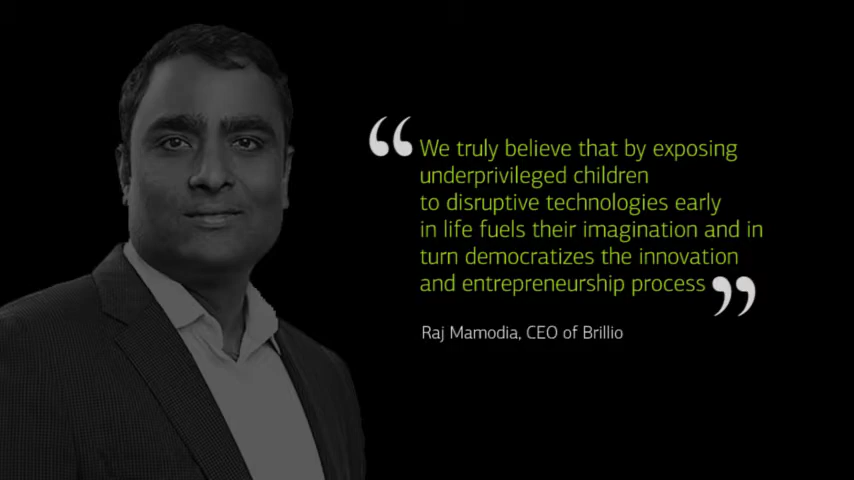 “We truly believe that by exposing
underprivileged children
to disruptive technologies early
in life fuels their imagination and in
turn democratizes the innovation
and entrepreneurship process”
Raj Mamodia, CEO of Brillio